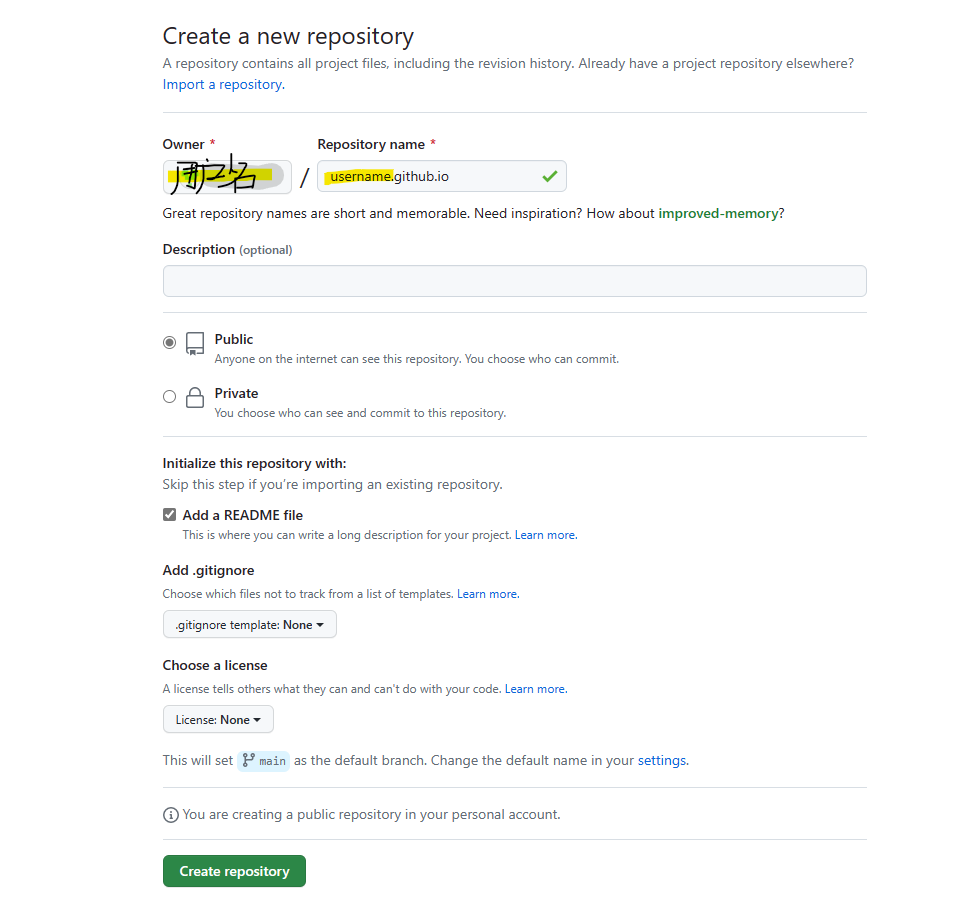 Create a new repository
A repository contains all project files, including the revision history. Already have a project repository elsewhere?
Import a repository.
Owner * Repository name *
用户名 / username.github.io
Great repository names are short and memorable. Need inspiration? How about improved-memory?
Description (optional)
Public
Anyone on the internet can see this repository. You choose who can commit.
Private
You choose who can see and commit to this repository.
Initialize this repository with:
Skip this step if you’re importing an existing repository.
Add a README file
This is where you can write a long description for your project. Learn more.
Add .gitignore
Choose which files not to track from a list of templates. Learn more.
.gitignore template: None
Choose a license
A license tells others what they can and can't do with your code. Learn more.
License: None
This will set main as the default branch. Change the default name in your settings.
You are creating a public repository in your personal account.
Create repository